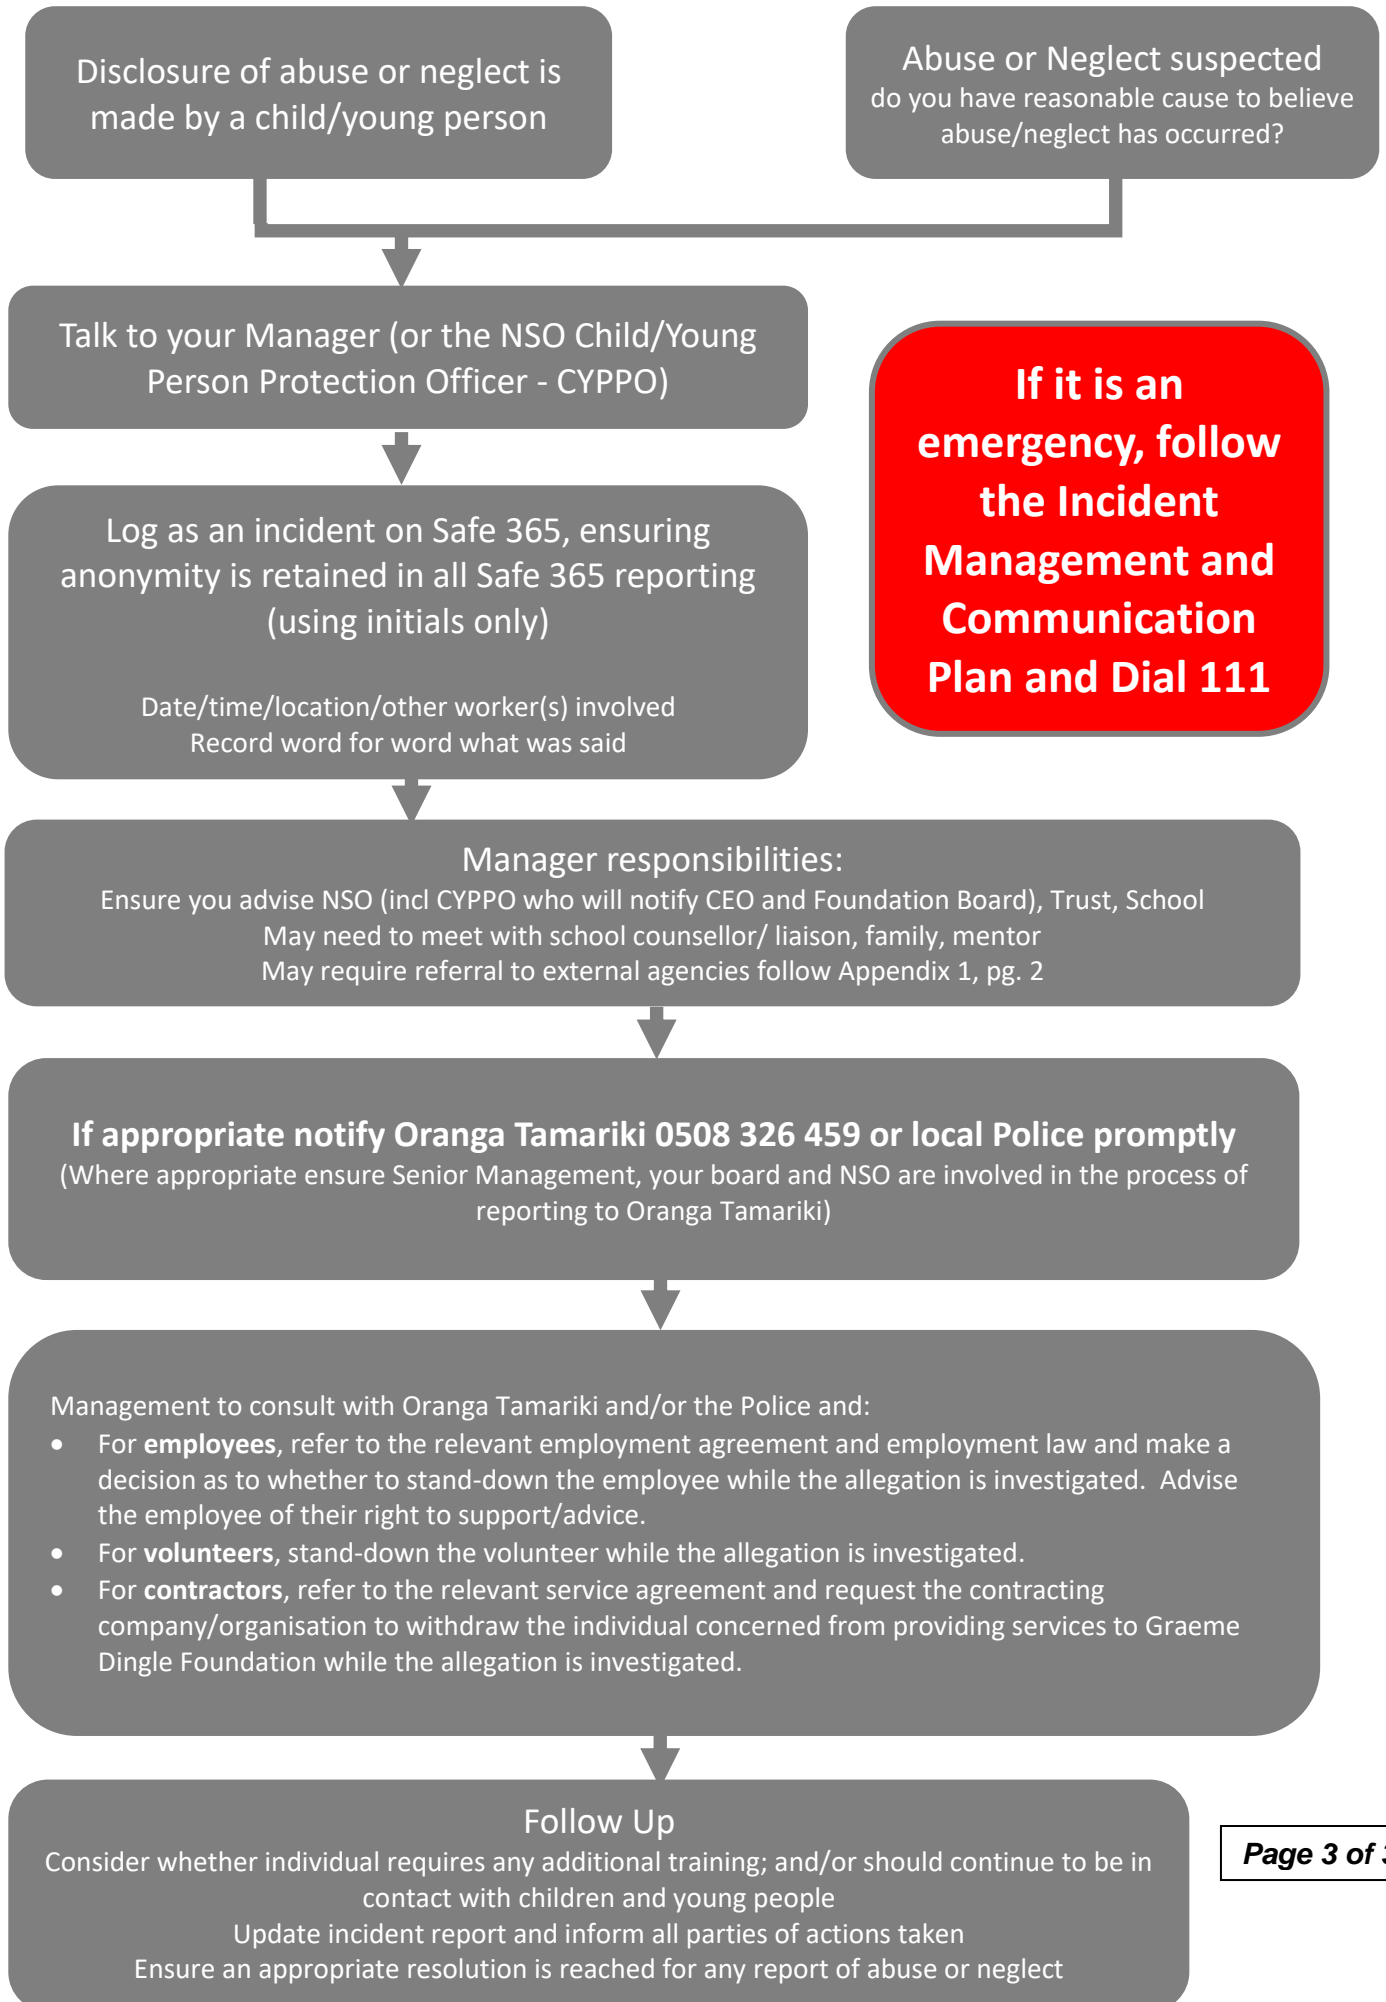 Disclosure of abuse or neglect is
made by a child/young person
Abuse or Neglect suspected
do you have reasonable cause to believe
abuse/neglect has occurred?
Talk to your Manager (or the NSO Child/Young
Person Protection Officer - CYPPO)
If it is an
emergency, follow
the Incident
Management and
Communication
Plan and Dial 111
Log as an incident on Safe 365, ensuring
anonymity is retained in all Safe 365 reporting
(using initials only)
Date/time/location/other worker(s) involved
Record word for word what was said
Manager responsibilities:
Ensure you advise NSO (incl CYPPO who will notify CEO and Foundation Board), Trust, School
May need to meet with school counsellor/ liaison, family, mentor
May require referral to external agencies follow Appendix 1, pg. 2
If appropriate notify Oranga Tamariki 0508 326 459 or local Police promptly
(Where appropriate ensure Senior Management, your board and NSO are involved in the process of
reporting to Oranga Tamariki)
Management to consult with Oranga Tamariki and/or the Police and:
• For employees, refer to the relevant employment agreement and employment law and make a
decision as to whether to stand-down the employee while the allegation is investigated.  Advise
the employee of their right to support/advice.
• For volunteers, stand-down the volunteer while the allegation is investigated.
• For contractors, refer to the relevant service agreement and request the contracting
company/organisation to withdraw the individual concerned from providing services to Graeme
Dingle Foundation while the allegation is investigated.
Follow Up
Consider whether individual requires any additional training; and/or should continue to be in
contact with children and young people
Update incident report and inform all parties of actions taken
Ensure an appropriate resolution is reached for any report of abuse or neglect
Page 3 of 3